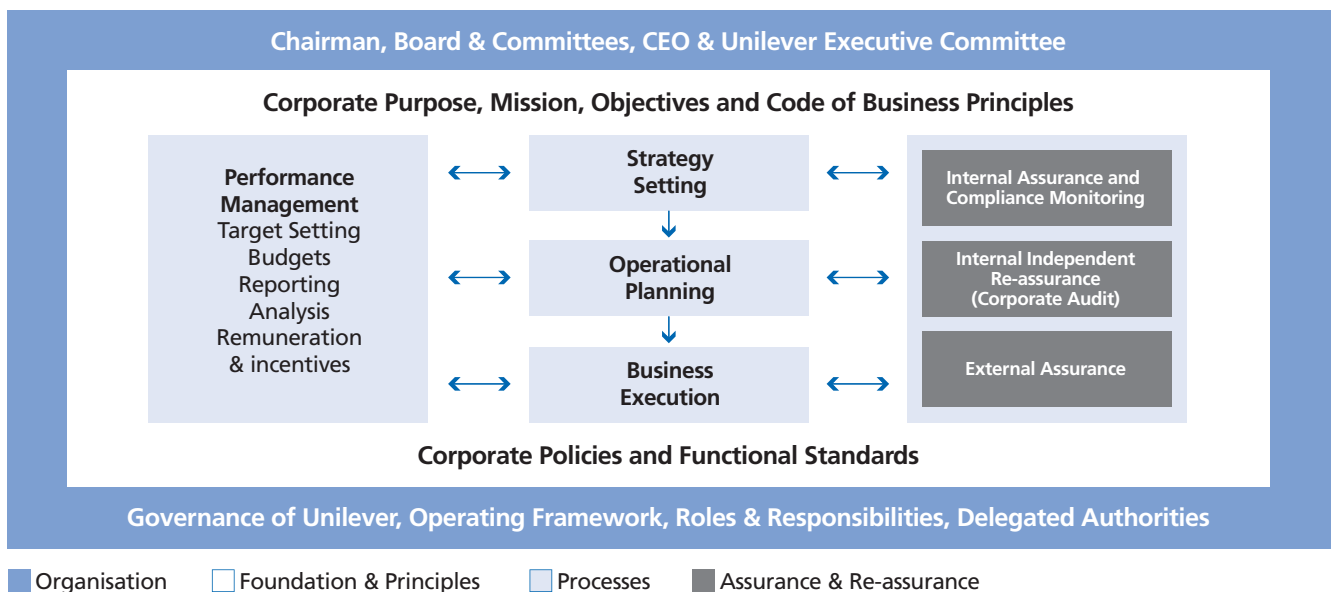 Chairman, Board & Committees, CEO & Unilever Executive Committee
Corporate Purpose, Mission, Objectives and Code of Business Principles
Performance
Management
Target Setting
Budgets
Reporting
Analysis
Remuneration
& incentives
Strategy
Setting
Operational
Planning
Business
Execution
Internal Assurance and
Compliance Monitoring
Internal Independent
Re-assurance
(Corporate Audit)
External Assurance
Corporate Policies and Functional Standards
Governance of Unilever, Operating Framework, Roles & Responsibilities, Delegated Authorities
Organisation Foundation & Principles Processes Assurance & Re-assurance